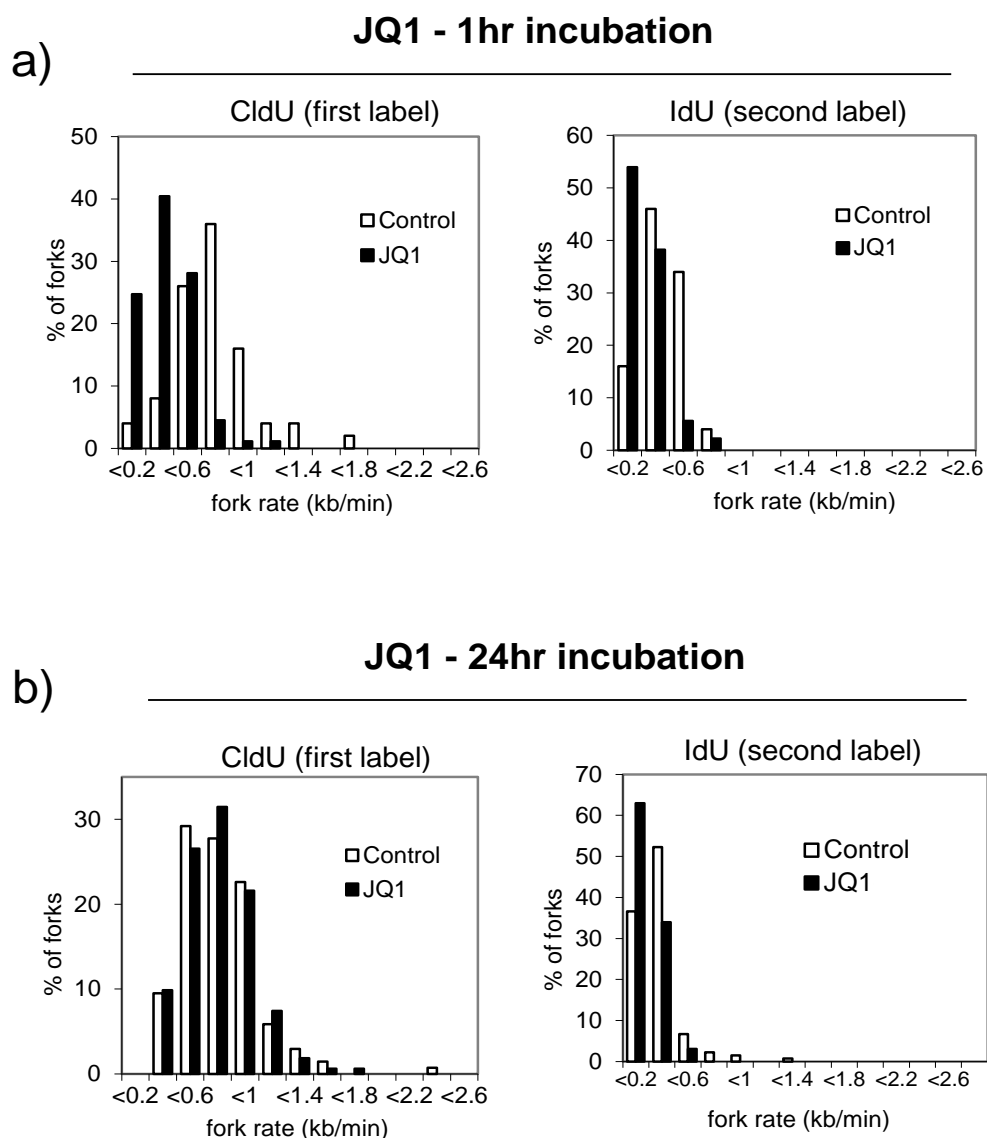 JQ1 - 1hr incubation
a)
CldU (first label)
50
40
30
20
10
0
% of forks
Control
JQ1
<0.2 <0.6 <1 <1.4 <1.8 <2.2 <2.6
fork rate (kb/min)
IdU (second label)
60
50
40
30
20
10
0
% of forks
Control
JQ1
<0.2 <0.6 <1 <1.4 <1.8 <2.2 <2.6
fork rate (kb/min)
JQ1 - 24hr incubation
b)
CldU (first label)
30
20
10
0
% of forks
Control
JQ1
<0.2 <0.6 <1 <1.4 <1.8 <2.2 <2.6
fork rate (kb/min)
IdU (second label)
70
60
50
40
30
20
10
0
% of forks
Control
JQ1
<0.2 <0.6 <1 <1.4 <1.8 <2.2 <2.6
fork rate (kb/min)